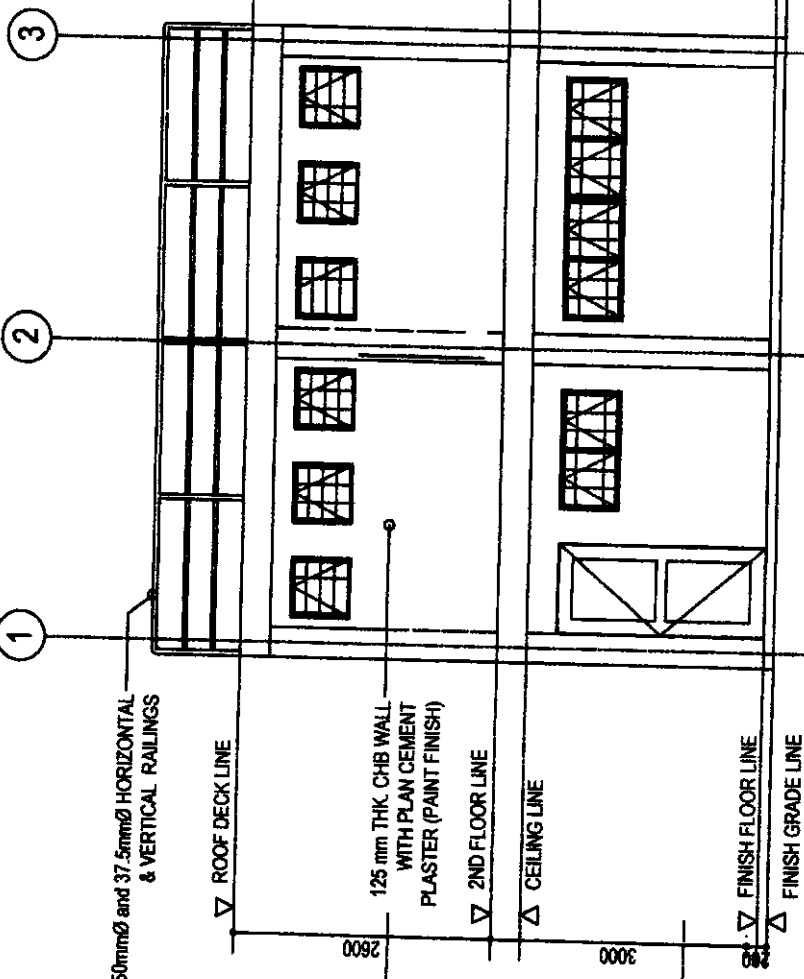 1
2
3
50mmØ and 37.5mmØ HORIZONTAL
& VERTICAL RAILINGS
ROOF DECK LINE
125 mm THK. CHB WALL
WITH PLAN CEMENT
PLASTER (PAINT FINISH)
2ND FLOOR LINE
CEILING LINE
FINISH FLOOR LINE
FINISH GRADE LINE
2600
3000